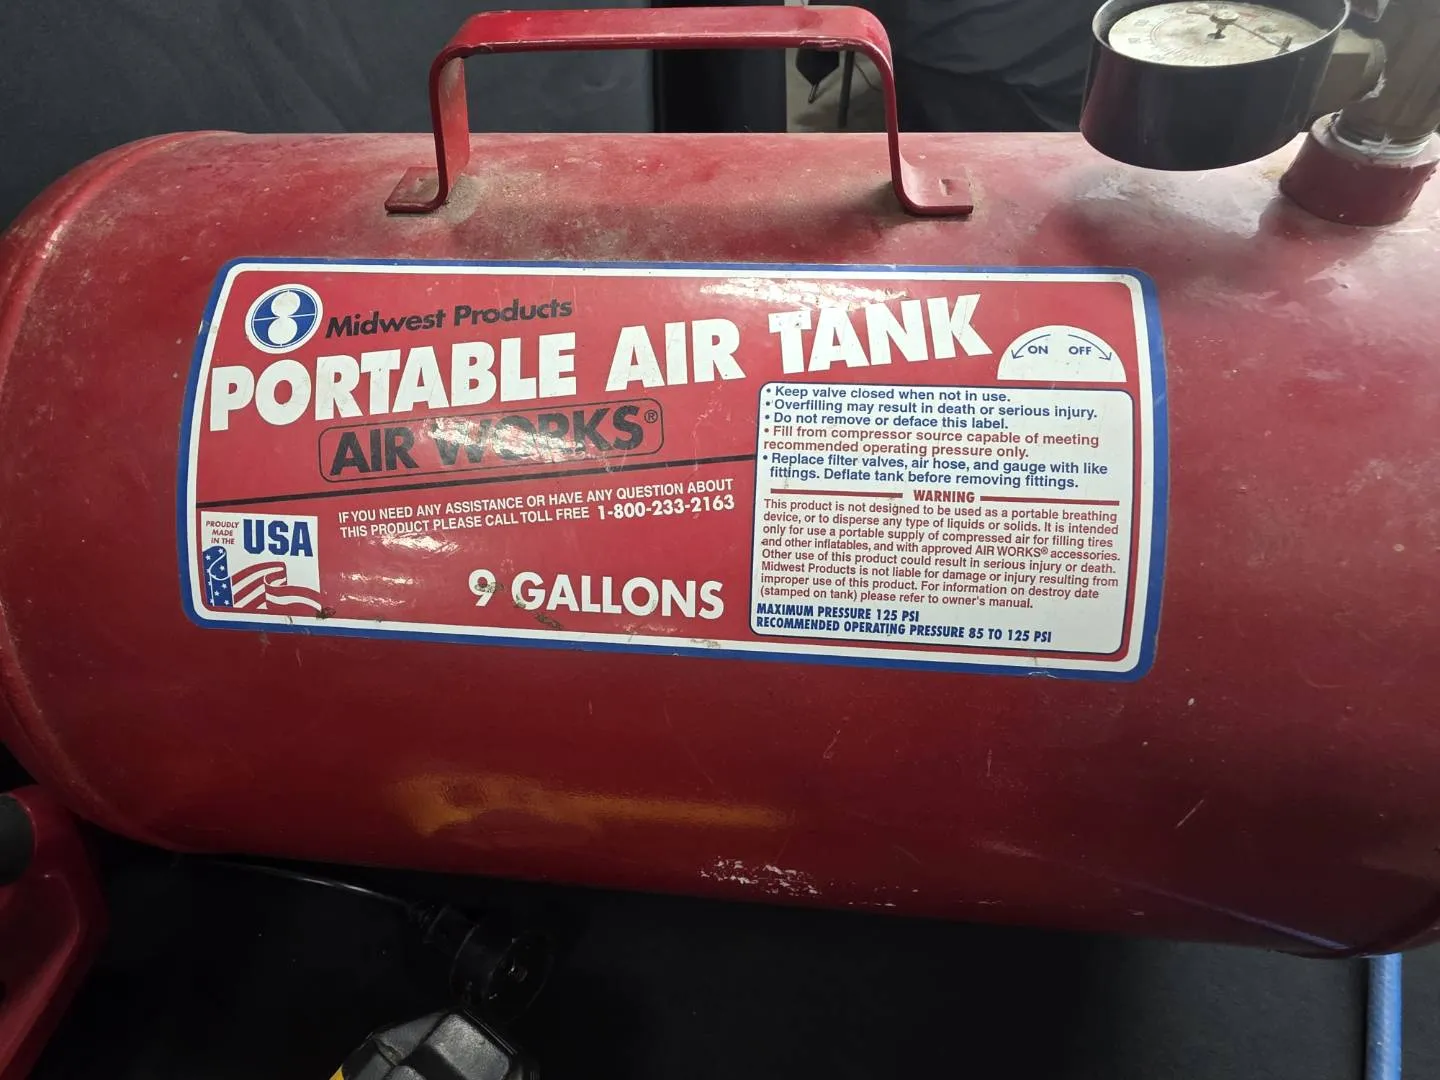 Midwest Products
PORTABLE AIR TANK
AIR WORKS®
ON OFF
• Keep valve closed when not in use.
• Overfilling may result in death or serious injury.
• Do not remove or deface this label.
• Fill from compressor source capable of meeting
recommended operating pressure only.
• Replace filter valves, air hose, and gauge with like
fittings. Deflate tank before removing fittings.
WARNING
This product is not designed to be used as a portable breathing
device, or to disperse any type of liquids or solids. It is intended
only for use a portable supply of compressed air for filling tires
and other inflatables, and with approved AIR WORKS® accessories.
Other use of this product could result in serious injury or death.
Midwest Products is not liable for damage or injury resulting from
improper use of this product. For information on destroy date
(stamped on tank) please refer to owner's manual.
MAXIMUM PRESSURE 125 PSI
RECOMMENDED OPERATING PRESSURE 85 TO 125 PSI
IF YOU NEED ANY ASSISTANCE OR HAVE ANY QUESTION ABOUT
THIS PRODUCT PLEASE CALL TOLL FREE 1-800-233-2163
PROUDLY
MADE
IN THE
USA
9 GALLONS